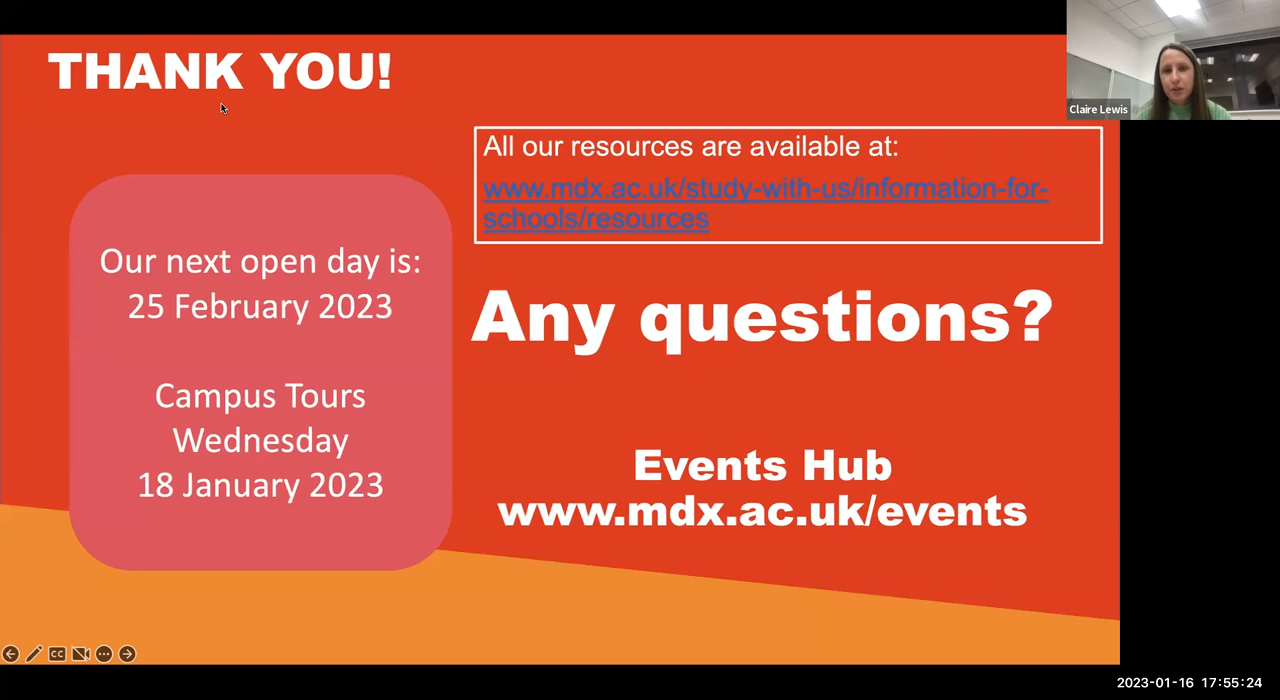 THANK YOU!
Claire Lewis
All our resources are available at:
www.mdx.ac.uk/study-with-us/information-for-
schools/resources
Our next open day is:
25 February 2023
Any questions?
Campus Tours
Wednesday
18 January 2023
Events Hub
www.mdx.ac.uk/events
CC
2023-01-16 17:55:24